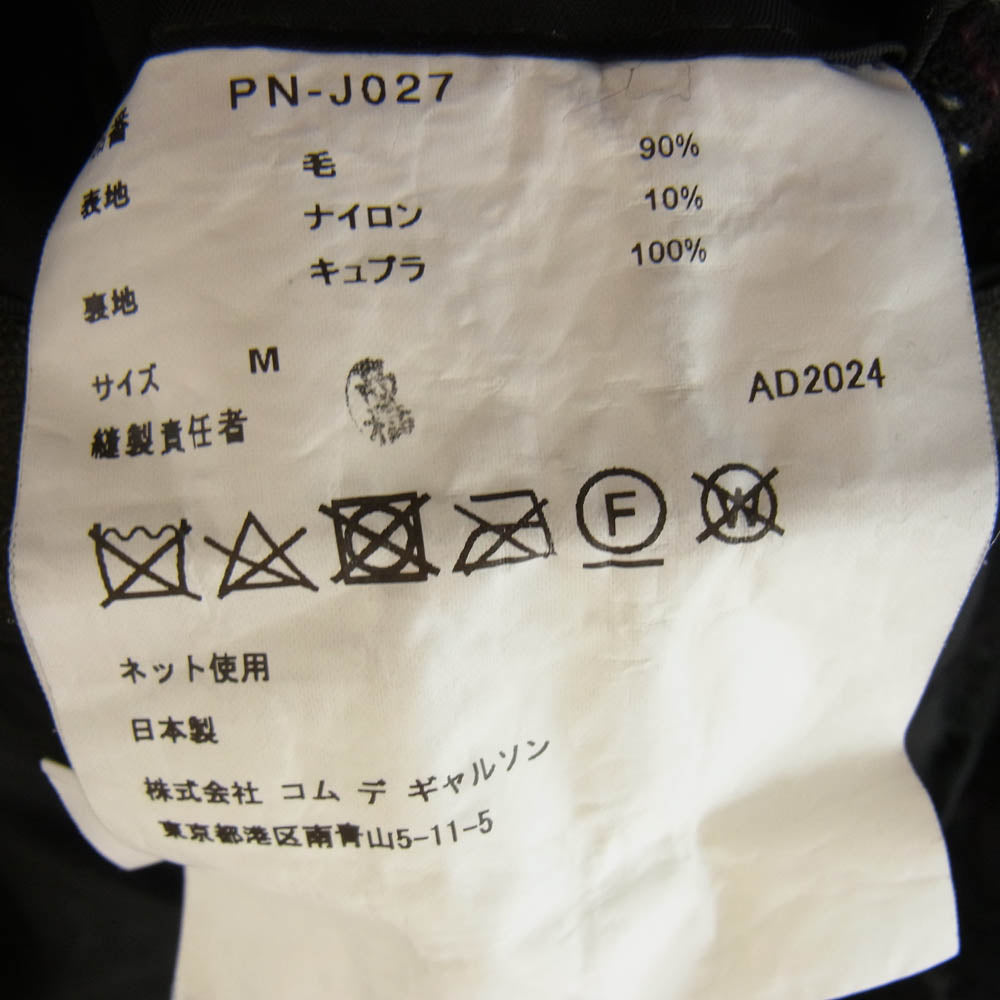 PN-J027
品番
毛 90%
表地
ナイロン 10%
キュプラ 100%
裏地
サイズ M
AD2024
縫製責任者
F
W
ネット使用
日本製
株式会社 コム デ ギャルソン
東京都港区南青山5-11-5